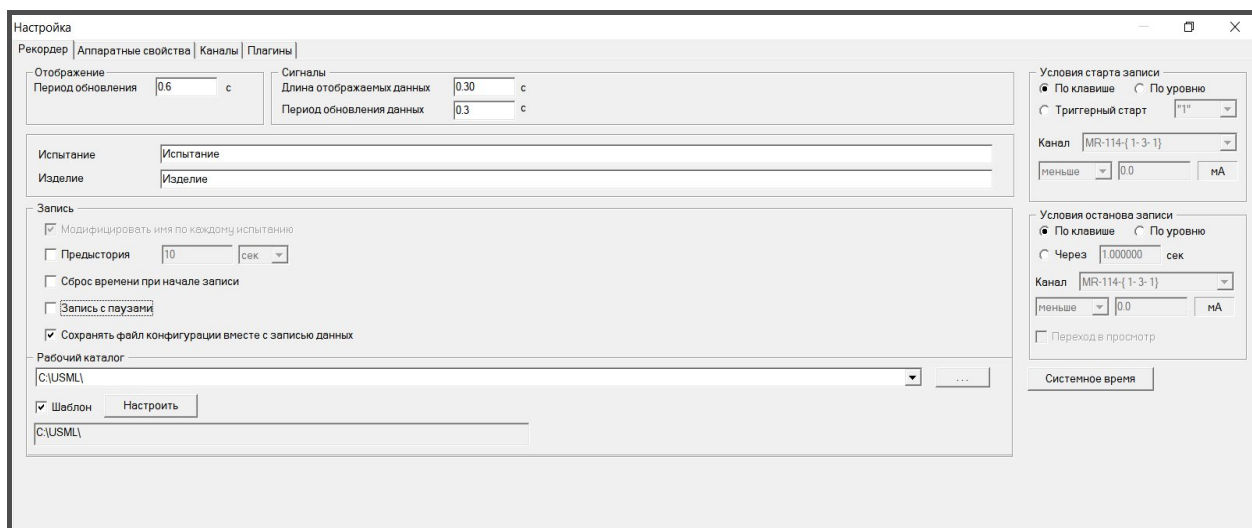 Настройка
Рекордер Аппаратные свойства Каналы Плагины
Отображение
Период обновления 0.6 с
Сигналы
Длина отображаемых данных 0.30 с
Период обновления данных 0.3 с
Испытание Испытание
Изделие Изделие
Запись
Модифицировать имя по каждому испытанию
Предыстория 10 сек
Сброс времени при начале записи
Запись с паузами
Сохранять файл конфигурации вместе с записью данных
Рабочий каталог
C:\USML\ ...
Шаблон Настроить
C:\USML\
Условия старта записи
По клавише По уровню
Триггерный старт "1"
Канал MR-114-{ 1- 3- 1}
меньше 0.0 мА
Условия останова записи
По клавише По уровню
Через 1.000000 сек
Канал MR-114-{ 1- 3- 1}
меньше 0.0 мА
Переход в просмотр
Системное время